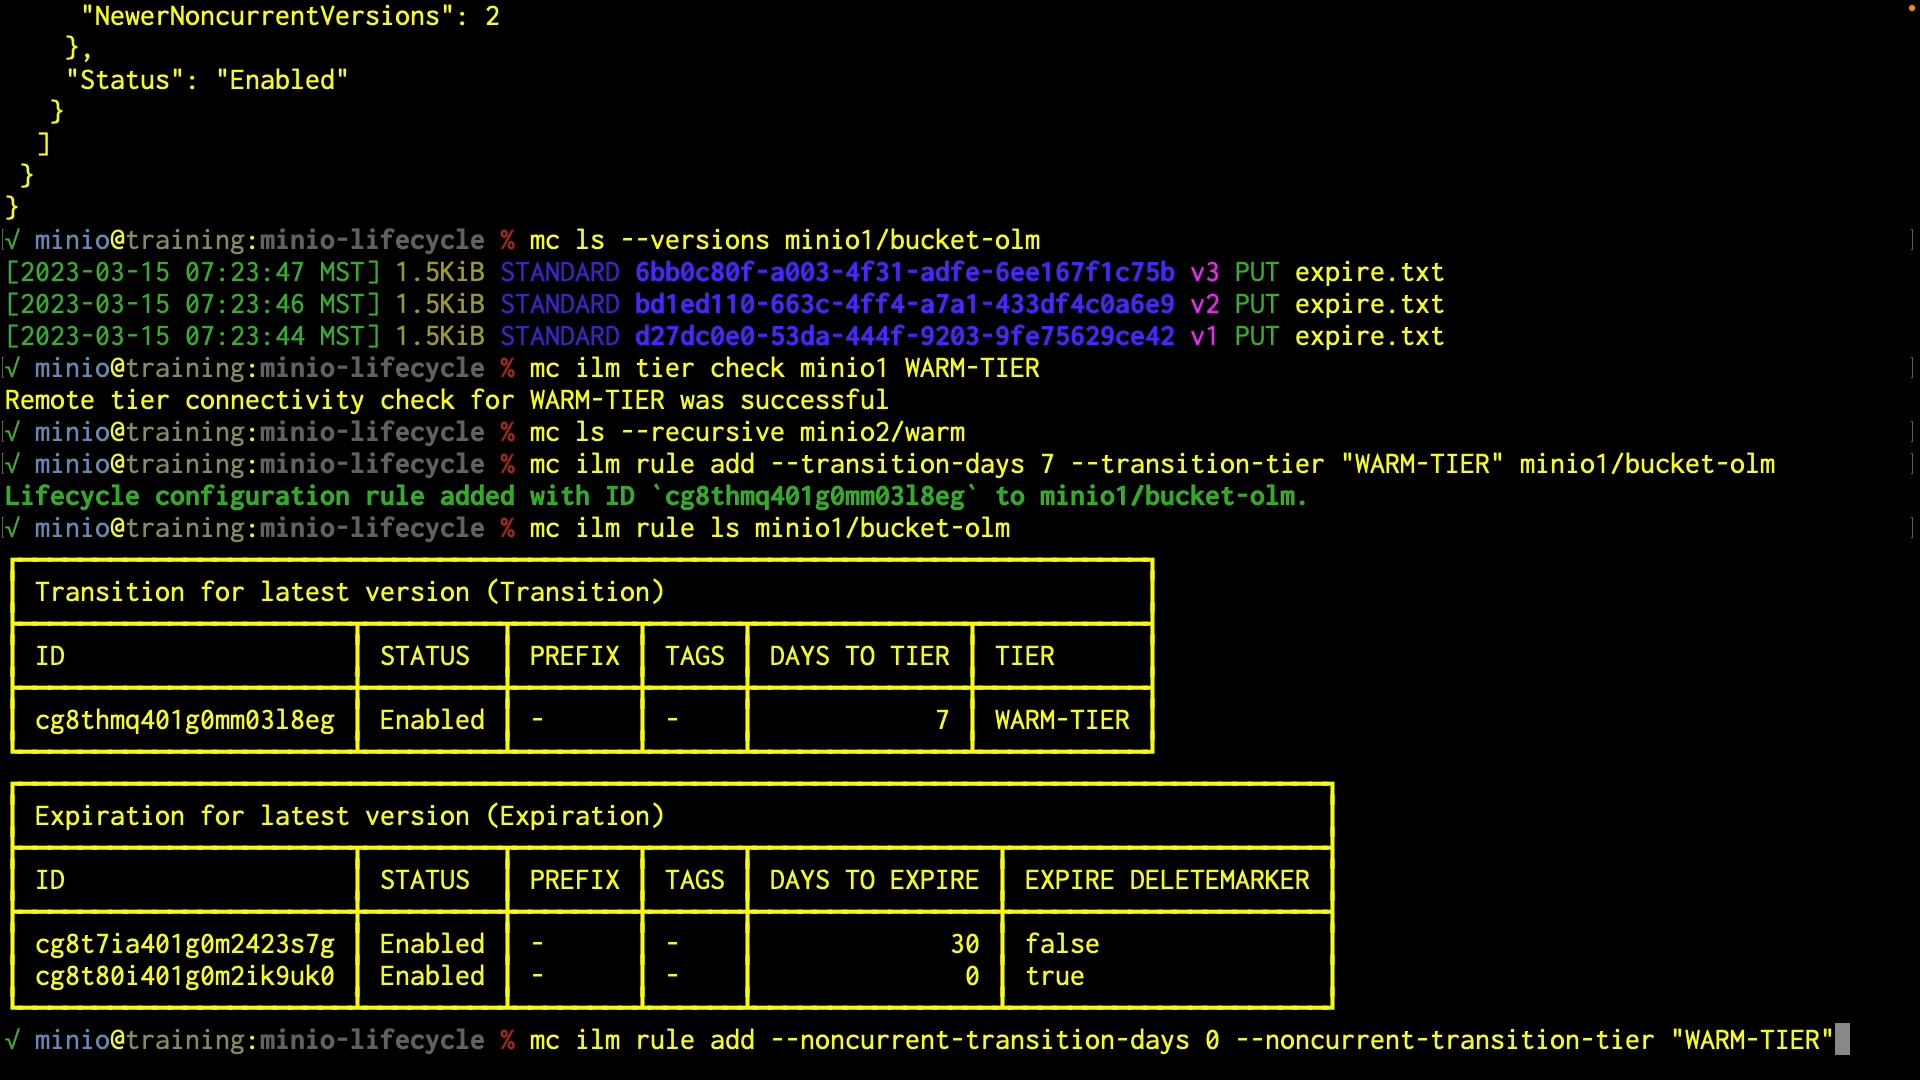 "NewerNoncurrentVersions": 2
},
"Status": "Enabled"
}
]
}
}
√ minio@training:minio-lifecycle % mc ls --versions minio1/bucket-olm
[2023-03-15 07:23:47 MST] 1.5KiB STANDARD 6bb0c80f-a003-4f31-adfe-6ee167f1c75b v3 PUT expire.txt
[2023-03-15 07:23:46 MST] 1.5KiB STANDARD bd1ed110-663c-4ff4-a7a1-433df4c0a6e9 v2 PUT expire.txt
[2023-03-15 07:23:44 MST] 1.5KiB STANDARD d27dc0e0-53da-444f-9203-9fe75629ce42 v1 PUT expire.txt
√ minio@training:minio-lifecycle % mc ilm tier check minio1 WARM-TIER
Remote tier connectivity check for WARM-TIER was successful
√ minio@training:minio-lifecycle % mc ls --recursive minio2/warm
√ minio@training:minio-lifecycle % mc ilm rule add --transition-days 7 --transition-tier "WARM-TIER" minio1/bucket-olm
Lifecycle configuration rule added with ID `cg8thmq401g0mm03l8eg` to minio1/bucket-olm.
√ minio@training:minio-lifecycle % mc ilm rule ls minio1/bucket-olm
Transition for latest version (Transition)
ID STATUS PREFIX TAGS DAYS TO TIER TIER
cg8thmq401g0mm03l8eg Enabled - - 7 WARM-TIER
Expiration for latest version (Expiration)
ID STATUS PREFIX TAGS DAYS TO EXPIRE EXPIRE DELETEMARKER
cg8t7ia401g0m2423s7g Enabled - - 30 false
cg8t80i401g0m2ik9uk0 Enabled - - 0 true
√ minio@training:minio-lifecycle % mc ilm rule add --noncurrent-transition-days 0 --noncurrent-transition-tier "WARM-TIER"